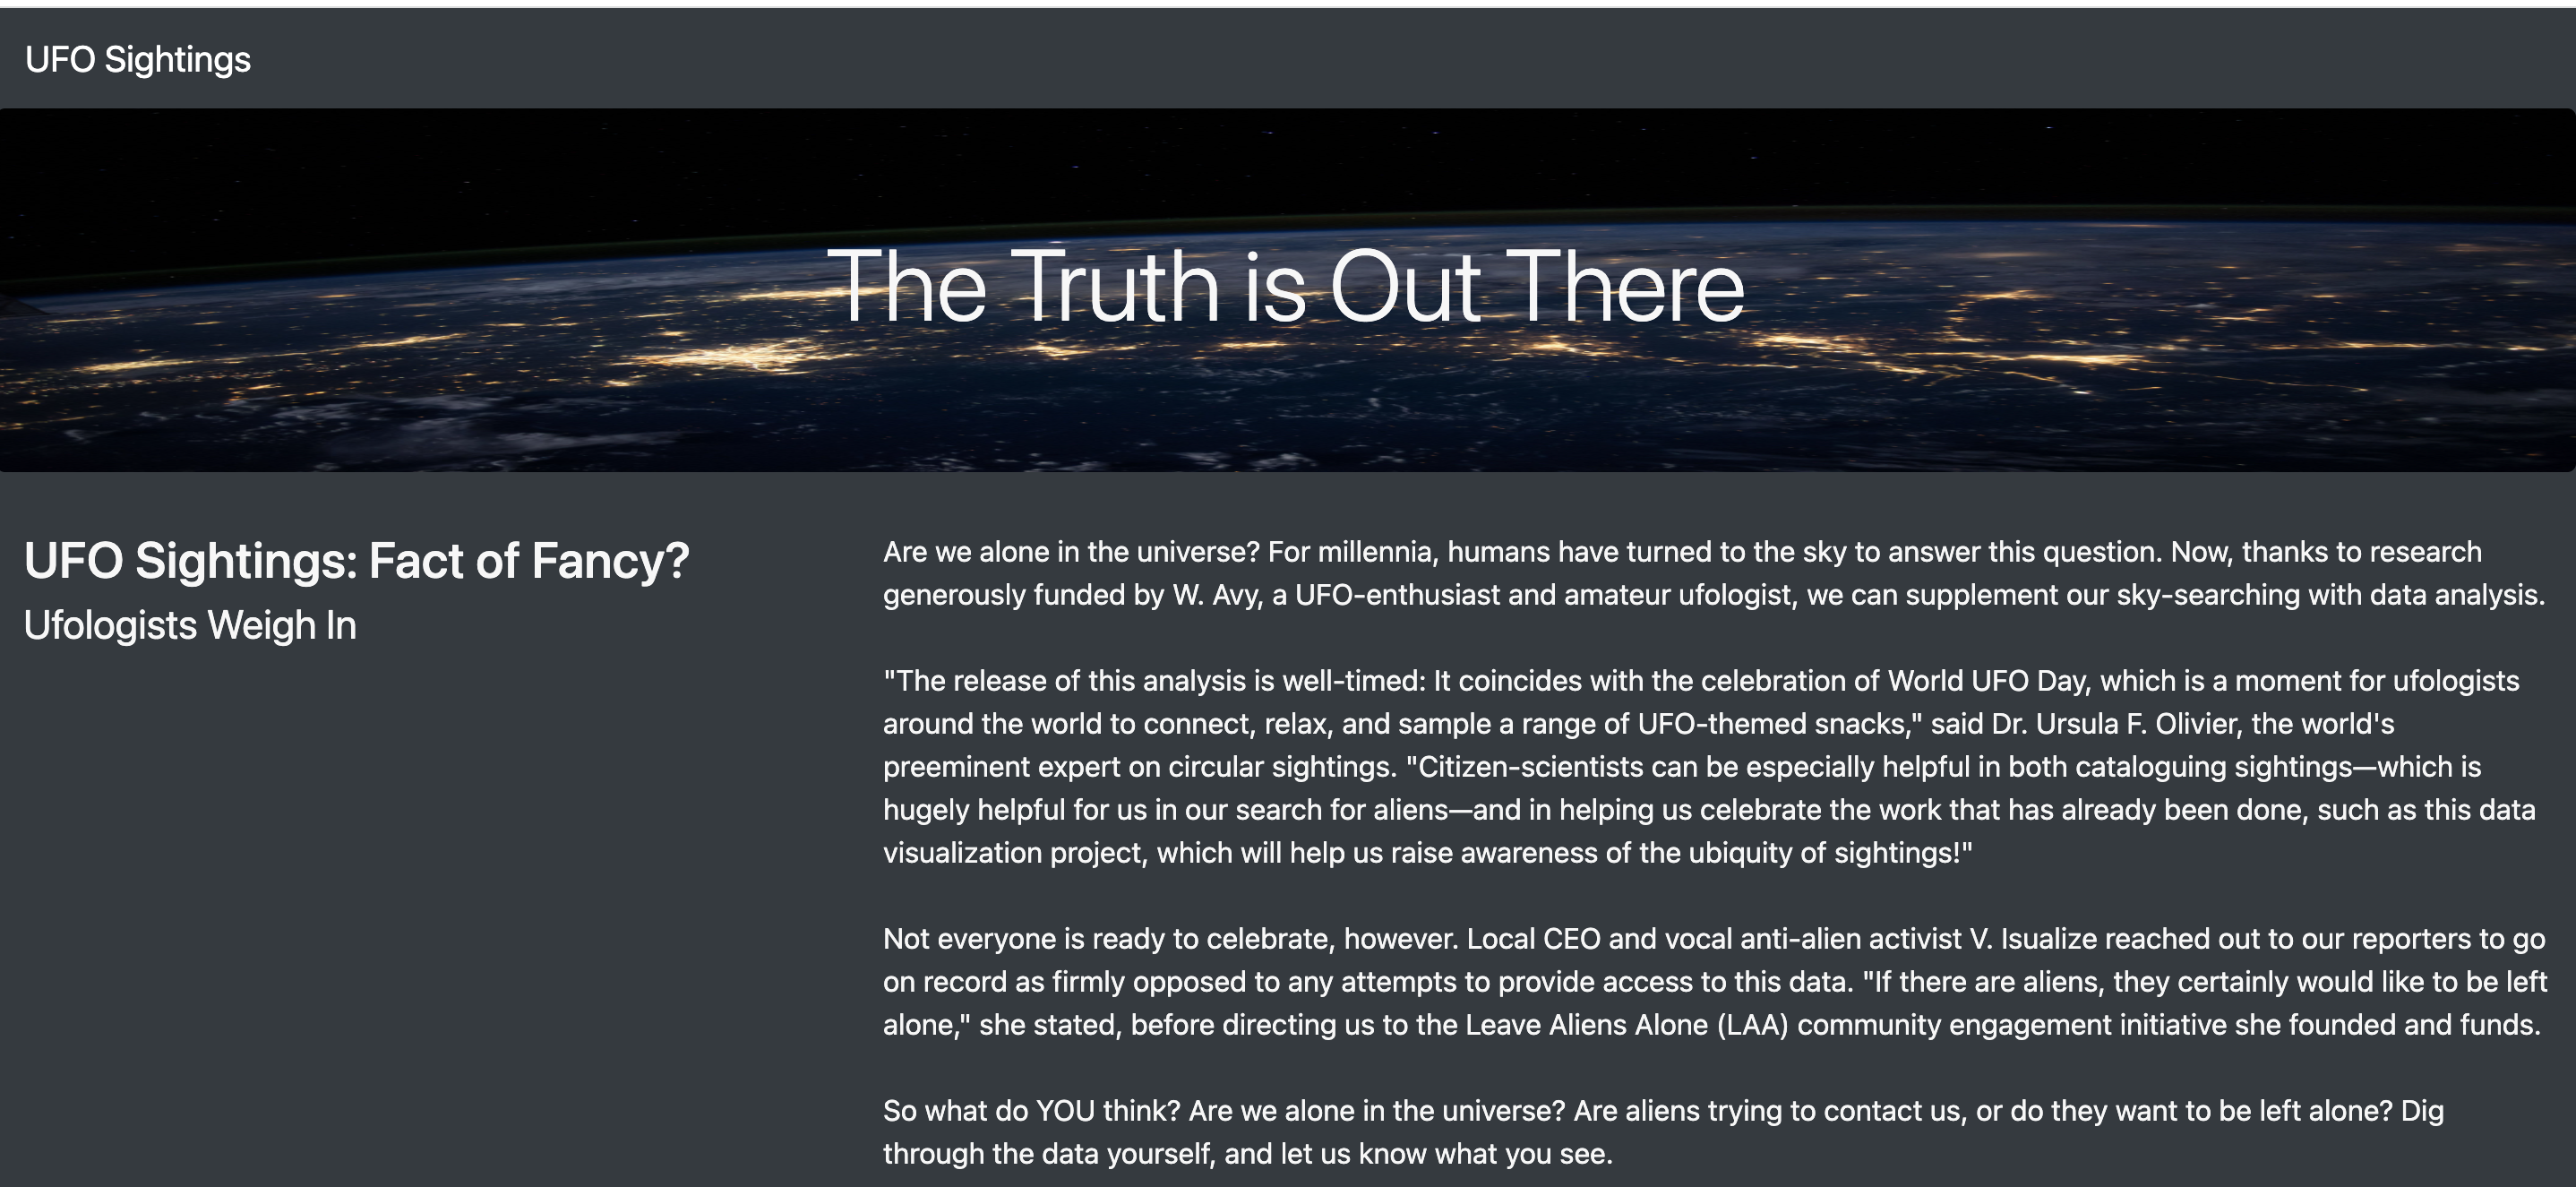 UFO Sightings
The Truth is Out There
UFO Sightings: Fact of Fancy?
Ufologists Weigh In
Are we alone in the universe? For millennia, humans have turned to the sky to answer this question. Now, thanks to research
generously funded by W. Avy, a UFO-enthusiast and amateur ufologist, we can supplement our sky-searching with data analysis.
"The release of this analysis is well-timed: It coincides with the celebration of World UFO Day, which is a moment for ufologists
around the world to connect, relax, and sample a range of UFO-themed snacks," said Dr. Ursula F. Olivier, the world's
preeminent expert on circular sightings. "Citizen-scientists can be especially helpful in both cataloguing sightings—which is
hugely helpful for us in our search for aliens—and in helping us celebrate the work that has already been done, such as this data
visualization project, which will help us raise awareness of the ubiquity of sightings!"
Not everyone is ready to celebrate, however. Local CEO and vocal anti-alien activist V. Isualize reached out to our reporters to go
on record as firmly opposed to any attempts to provide access to this data. "If there are aliens, they certainly would like to be left
alone," she stated, before directing us to the Leave Aliens Alone (LAA) community engagement initiative she founded and funds.
So what do YOU think? Are we alone in the universe? Are aliens trying to contact us, or do they want to be left alone? Dig
through the data yourself, and let us know what you see.